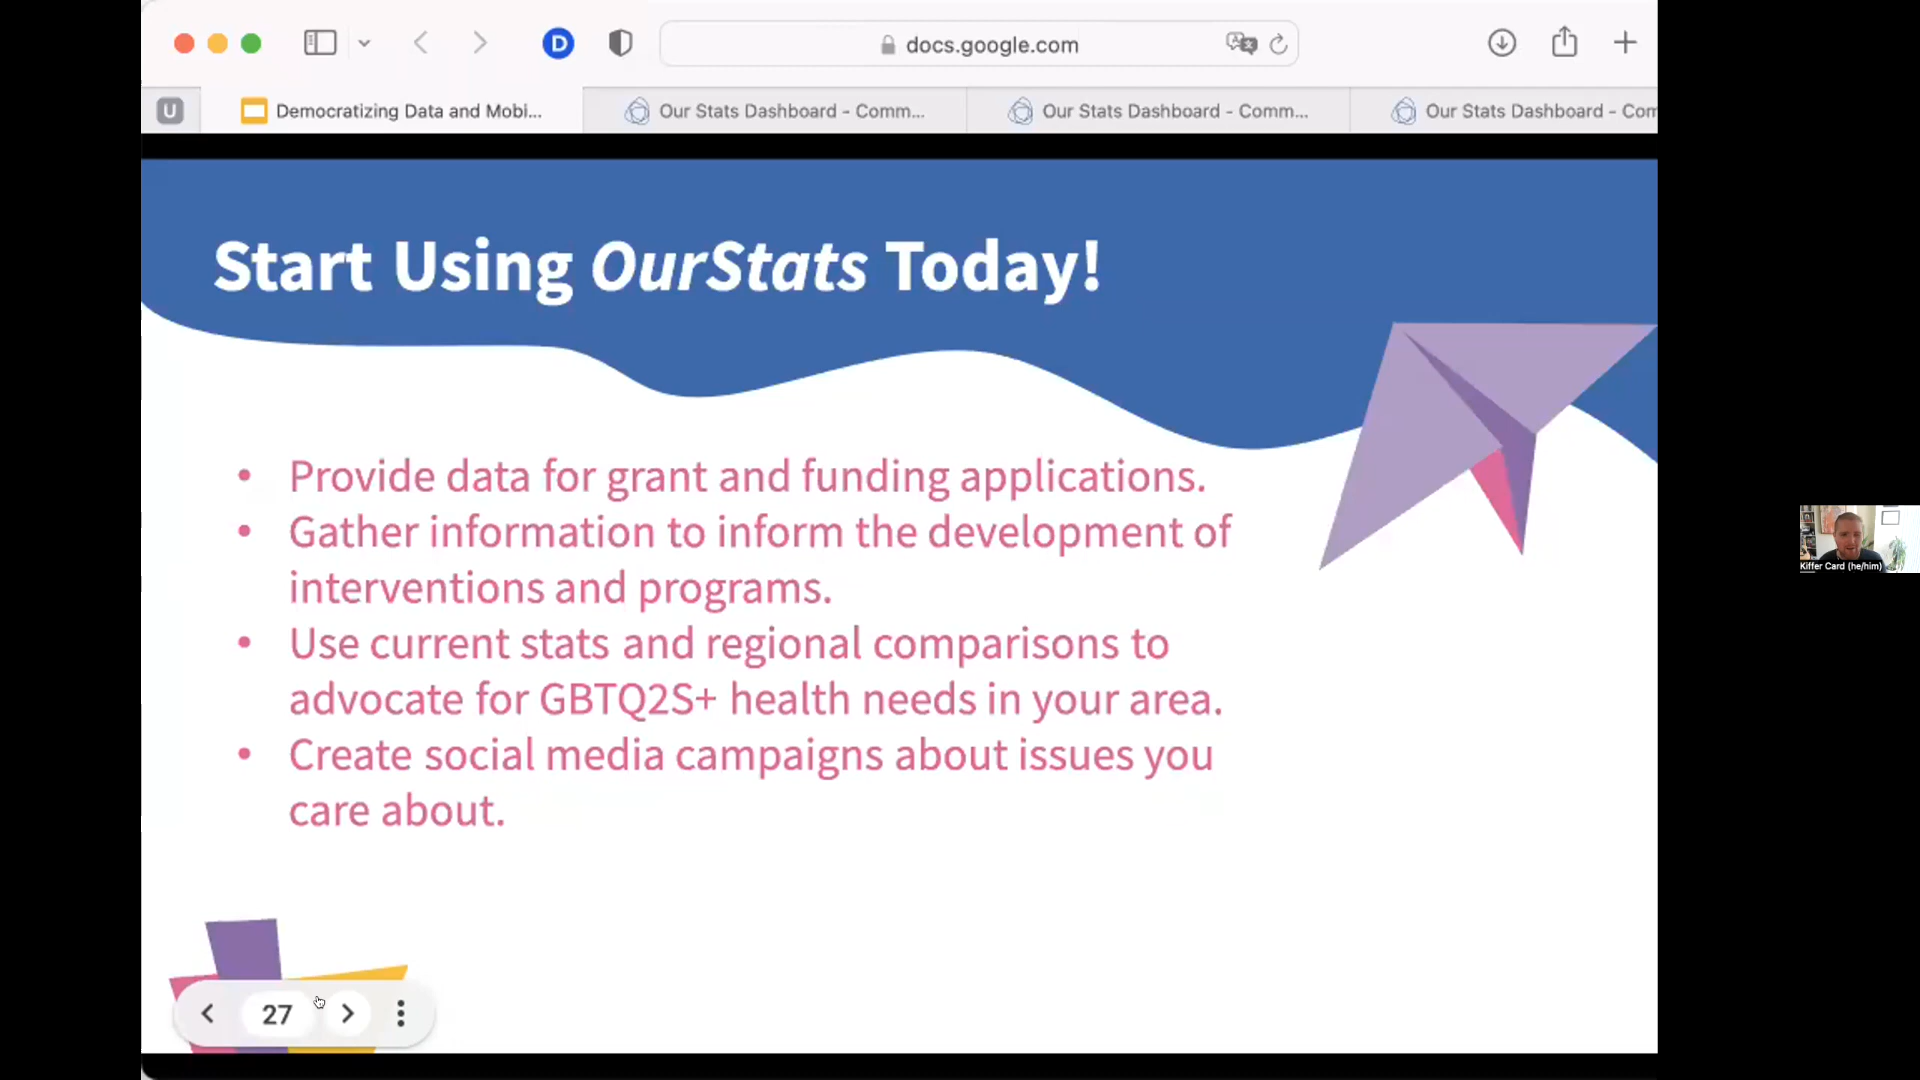 D
docs.google.com
U
Democratizing Data and Mobi...
Our Stats Dashboard - Comm...
Our Stats Dashboard - Comm...
Our Stats Dashboard - Com
Start Using OurStats Today!
• Provide data for grant and funding applications.
• Gather information to inform the development of
interventions and programs.
• Use current stats and regional comparisons to
advocate for GBTQ2S+ health needs in your area.
• Create social media campaigns about issues you
care about.
Kiffer Card (he/him)
27